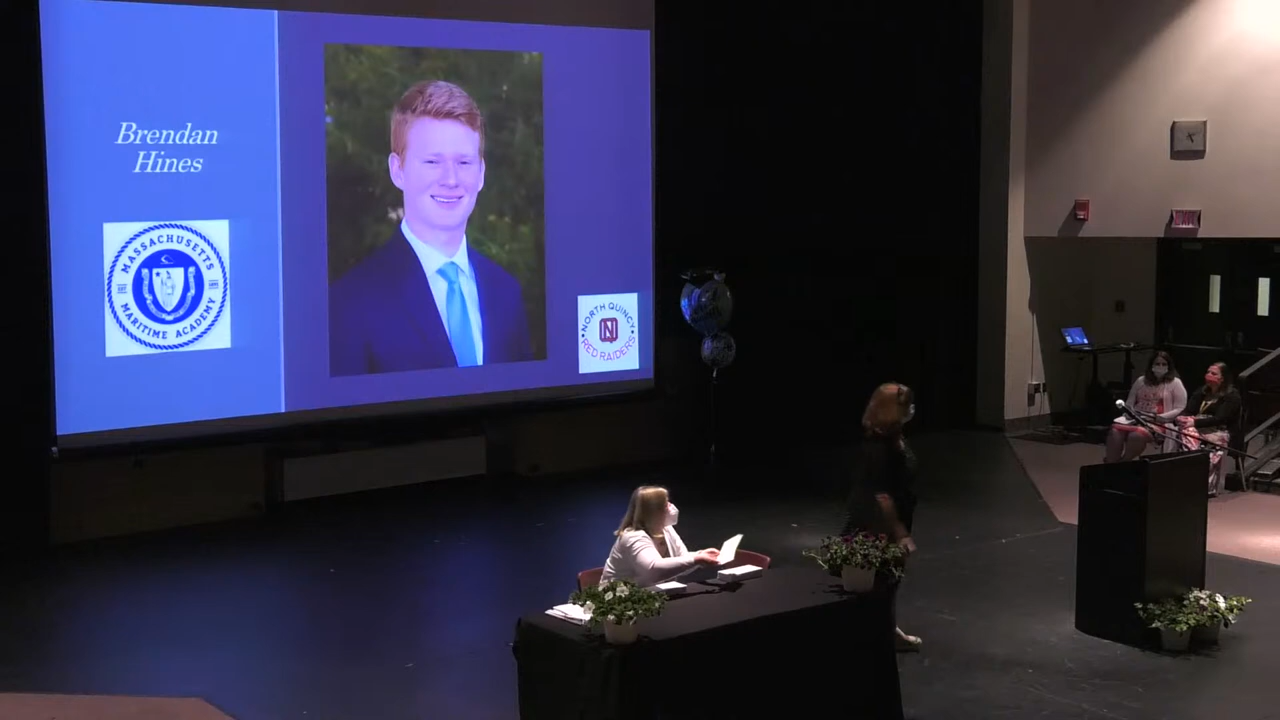 Brendan
Hines
MASSACHUSETTS
MARITIME ACADEMY
NORTH QUINCY
N
RED RAIDERS